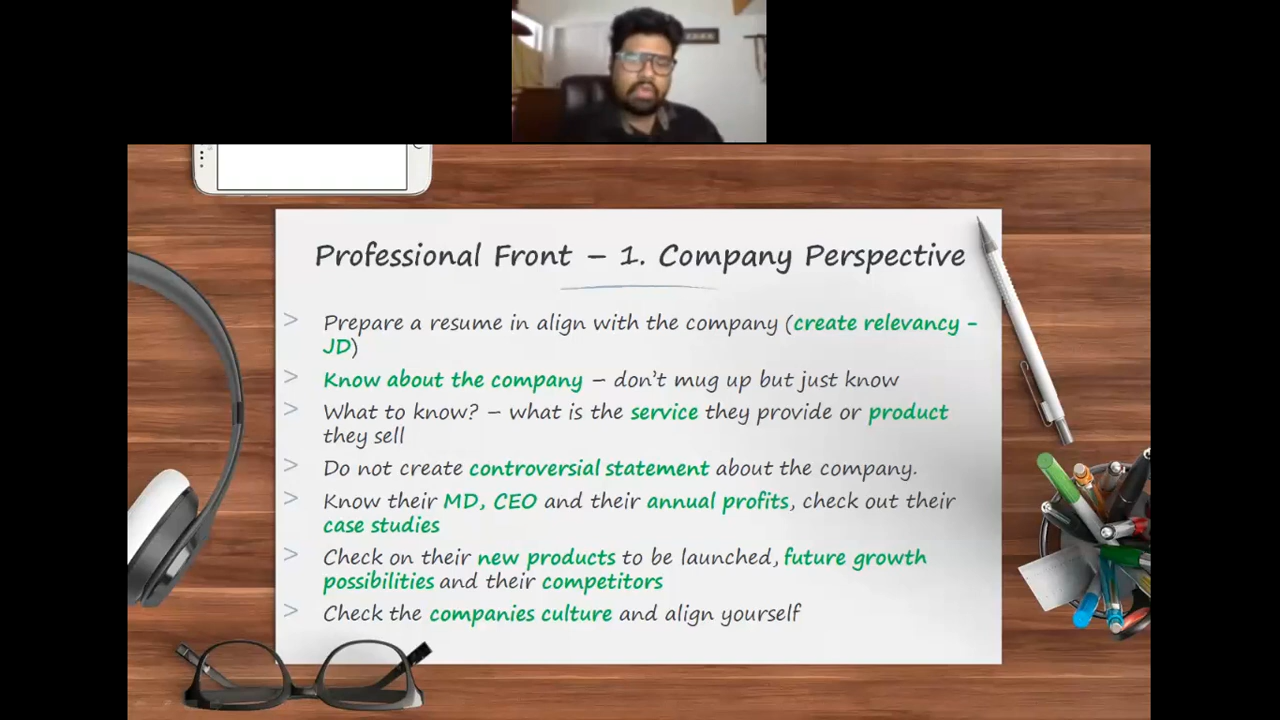 Professional Front – 1. Company Perspective
> Prepare a resume in align with the company (create relevancy -
JD)
> Know about the company – don't mug up but just know
> What to know? – what is the service they provide or product
they sell
> Do not create controversial statement about the company.
> Know their MD, CEO and their annual profits, check out their
case studies
> Check on their new products to be launched, future growth
possibilities and their competitors
> Check the companies culture and align yourself